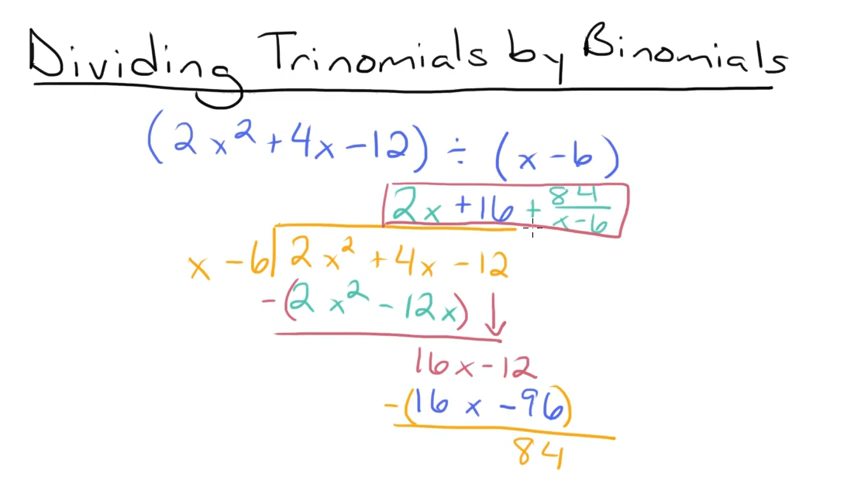 Dividing Trinomials by Binomials
(2x² + 4x - 12) ÷ (x - 6)
2x + 16 + 84/(x - 6)
x - 6 | 2x² + 4x - 12
-(2x² - 12x) ↓
16x - 12
-(16x - 96)
84